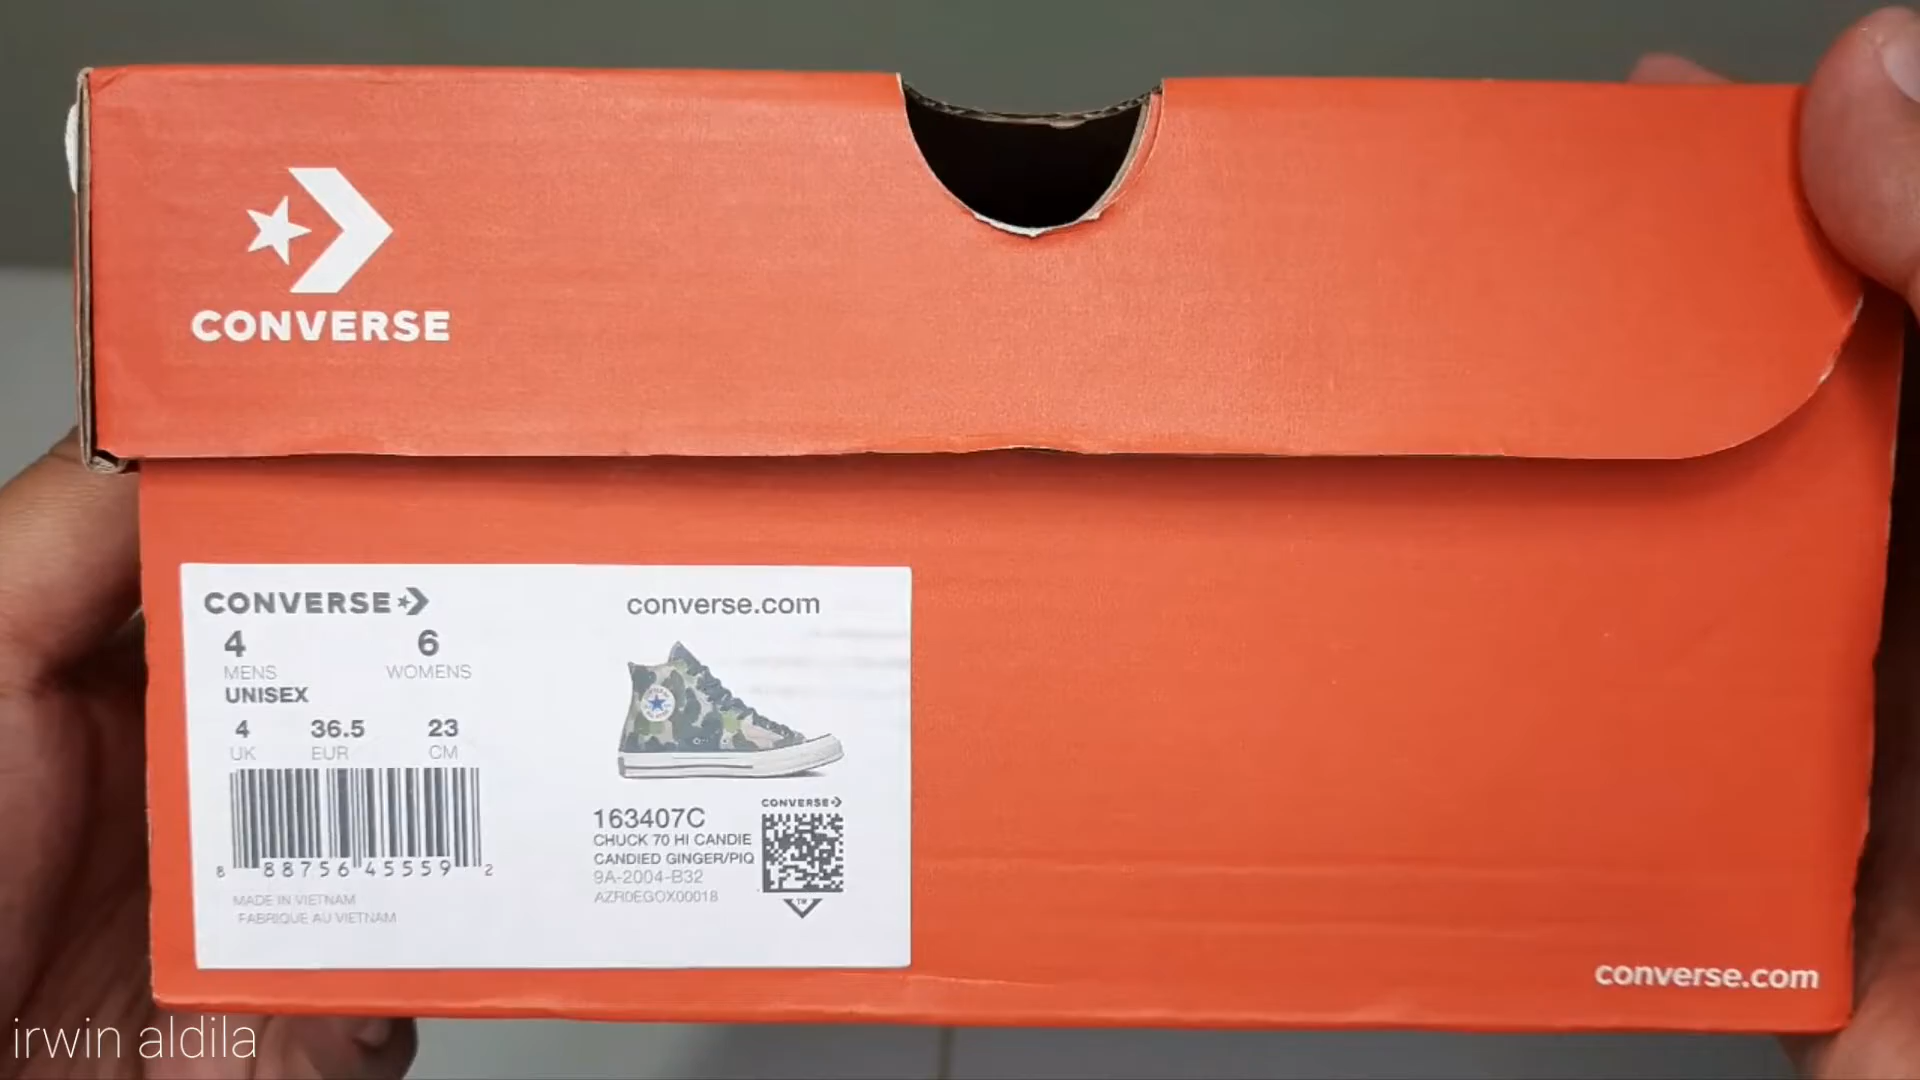 CONVERSE
CONVERSE
converse.com
4 6
MENS WOMENS
UNISEX
4 36.5 23
UK EUR CM
8 88756 45559 2
MADE IN VIETNAM
FABRIQUE AU VIETNAM
CONVERSE
163407C
CHUCK 70 HI CANDIE
CANDIED GINGER/PIQ
9A-2004-B32
AZR0EGOX00018
TM
converse.com
irwin aldila